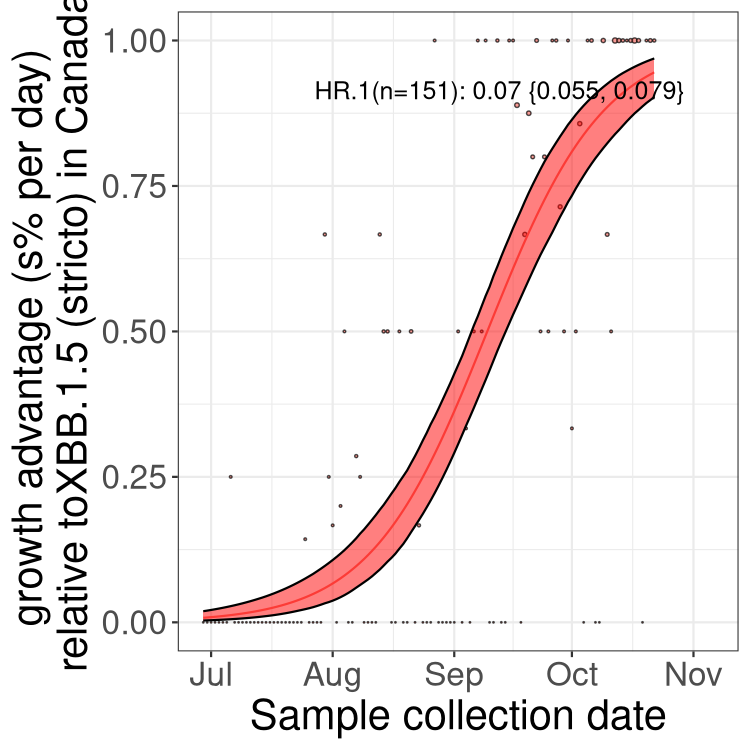 growth advantage (s% per day)
relative toXBB.1.5 (stricto) in Canada
1.00
0.75
0.50
0.25
0.00
HR.1(n=151): 0.07 {0.055, 0.079}
Jul Aug Sep Oct Nov
Sample collection date